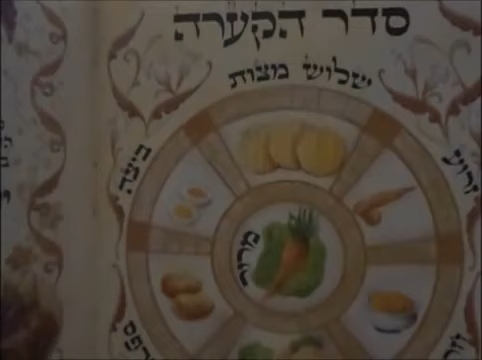 סדר הקערה
שלוש מצות
ביצה
זרוע
מרור